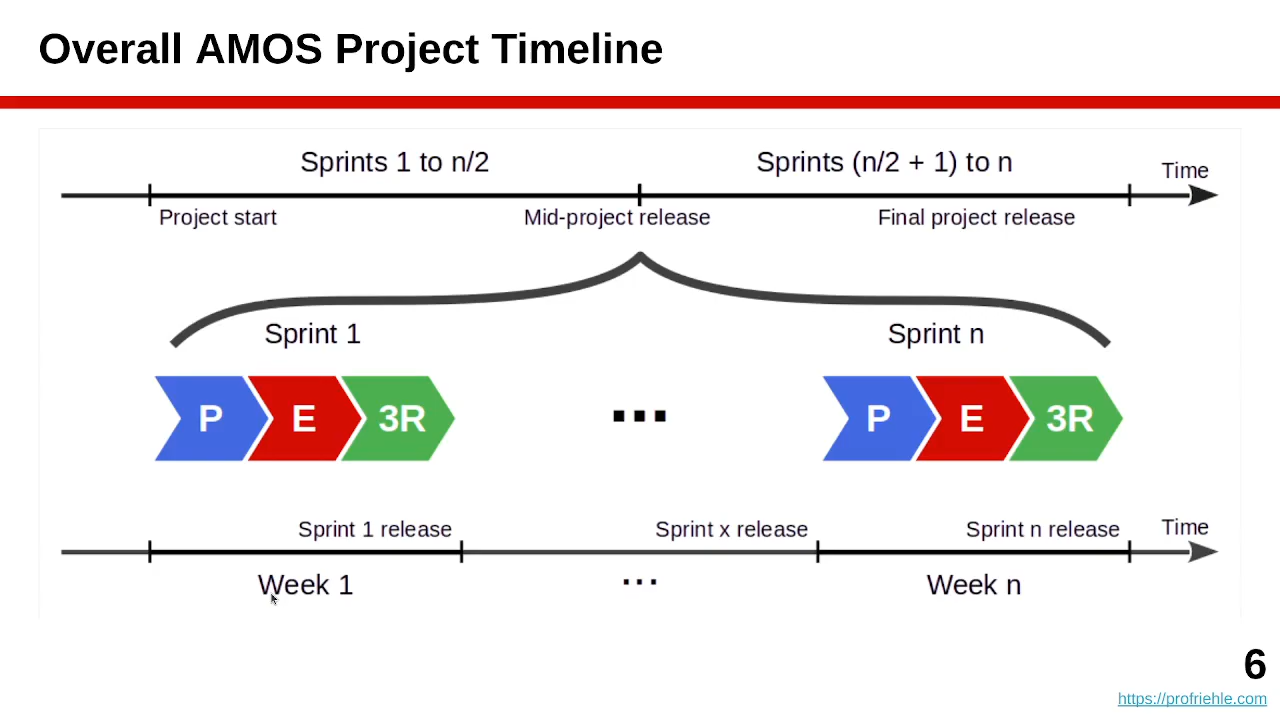 Overall AMOS Project Timeline
Sprints 1 to n/2
Sprints (n/2 + 1) to n
Time
Project start
Mid-project release
Final project release
Sprint 1
Sprint n
P E 3R
...
P E 3R
Sprint 1 release
Sprint x release
Sprint n release
Time
Week 1
...
Week n
6
https://profriehle.com